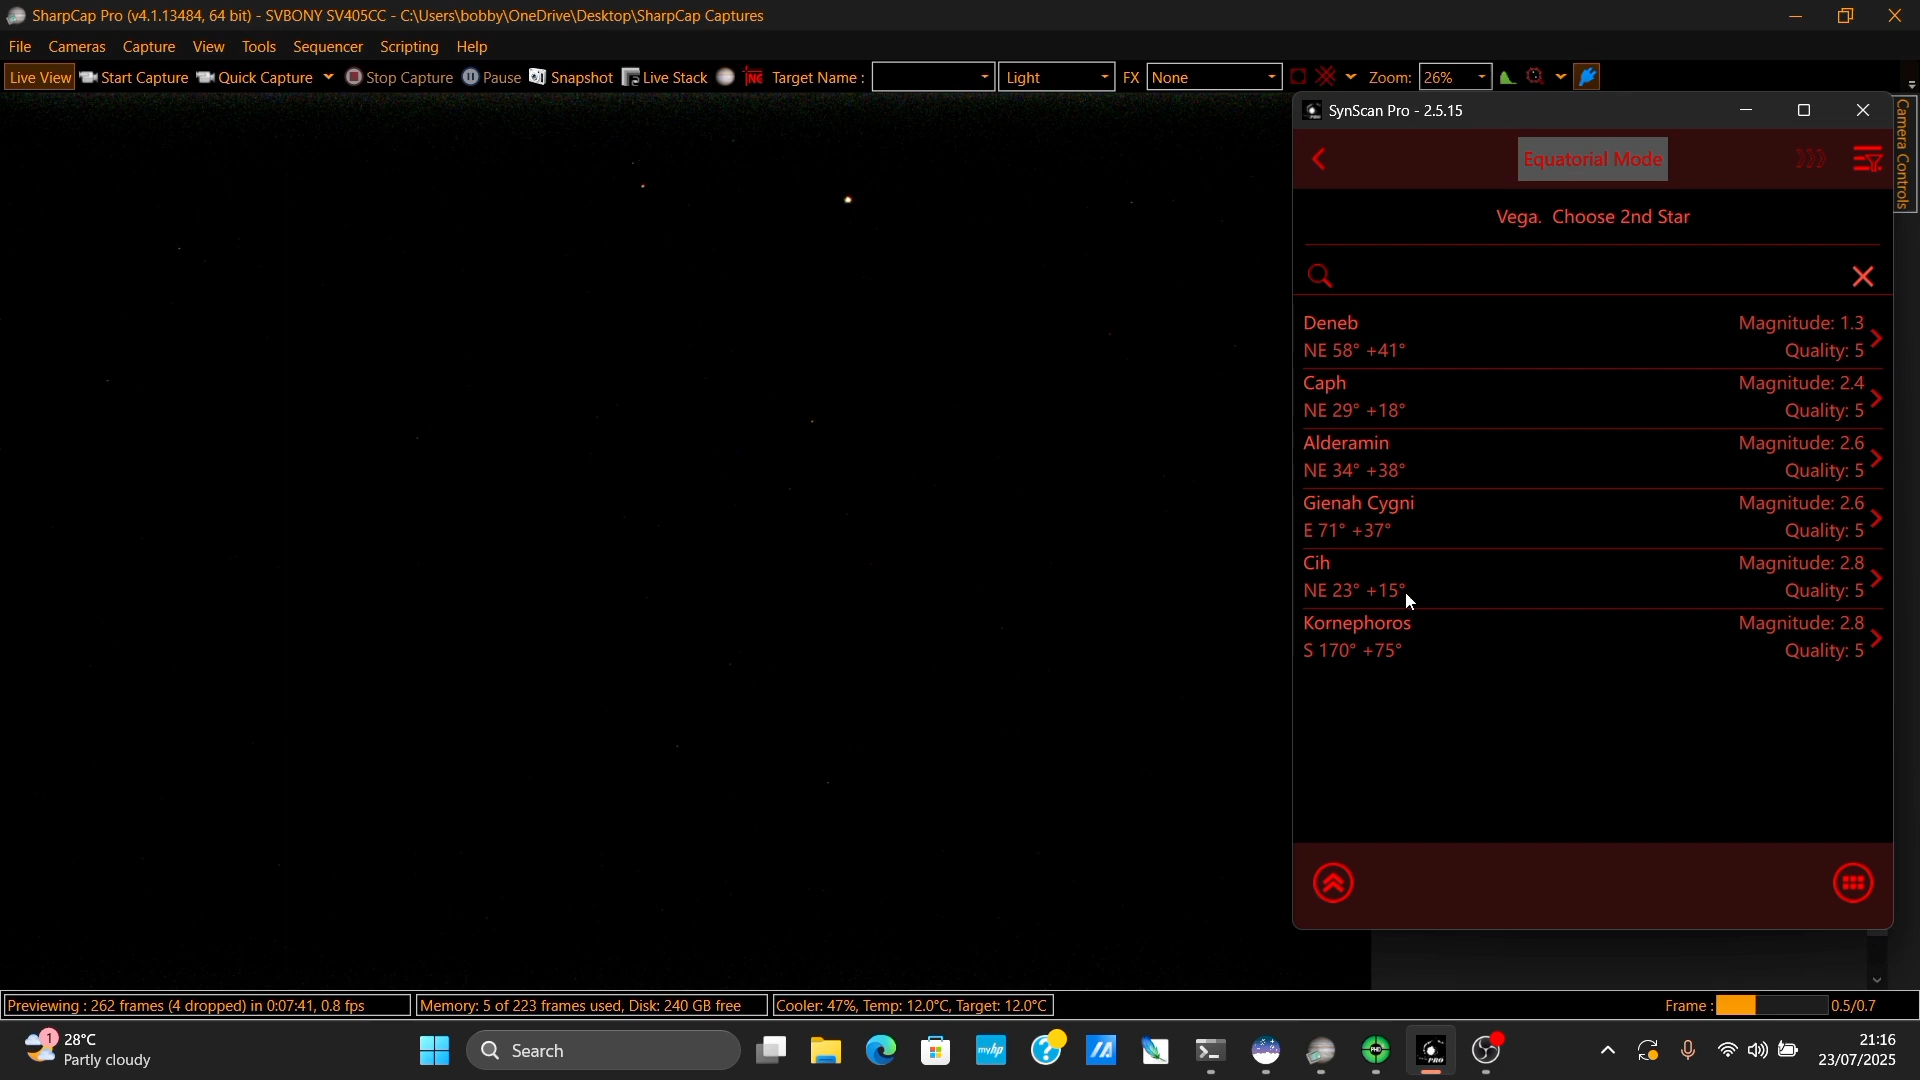 SharpCap Pro (v4.1.13484, 64 bit) - SVBONY SV405CC - C:\Users\bobby\OneDrive\Desktop\SharpCap Captures
File Cameras Capture View Tools Sequencer Scripting Help
Live View Start Capture Quick Capture Stop Capture Pause Snapshot Live Stack Target Name : Light FX None Zoom: 26%
Camera Controls
SynScan Pro - 2.5.15
Equatorial Mode
Vega. Choose 2nd Star
Deneb Magnitude: 1.3
NE 58° +41° Quality: 5
Caph Magnitude: 2.4
NE 29° +18° Quality: 5
Alderamin Magnitude: 2.6
NE 34° +38° Quality: 5
Gienah Cygni Magnitude: 2.6
E 71° +37° Quality: 5
Cih Magnitude: 2.8
NE 23° +15° Quality: 5
Kornephoros Magnitude: 2.8
S 170° +75° Quality: 5
Previewing : 262 frames (4 dropped) in 0:07:41, 0.8 fps Memory: 5 of 223 frames used, Disk: 240 GB free Cooler: 47%, Temp: 12.0°C, Target: 12.0°C Frame : 0.5/0.7
1 28°C
Partly cloudy
Search
myhp
PHD
PRO
21:16
23/07/2025